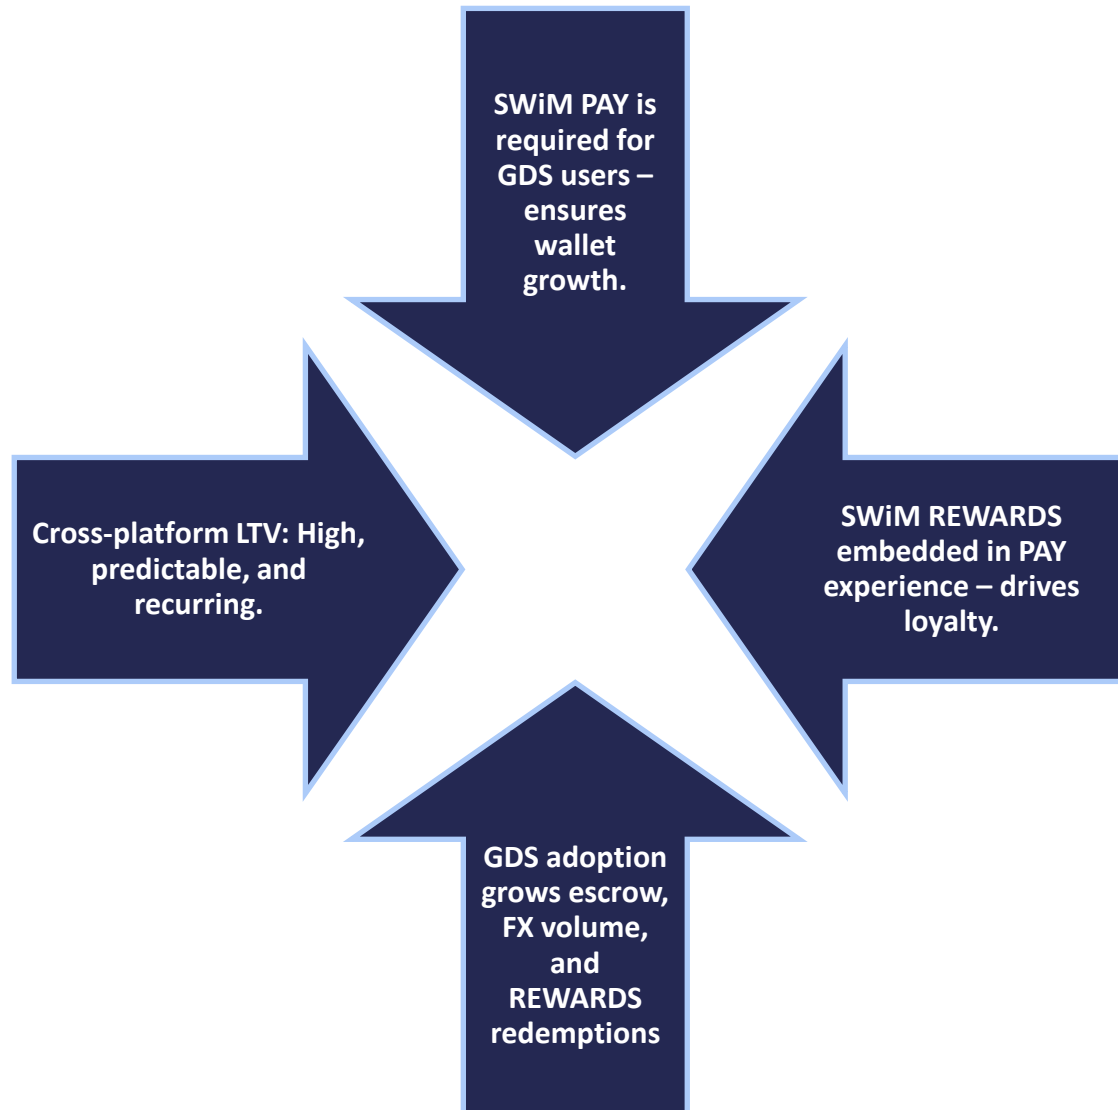 SWiM PAY is
required for
GDS users –
ensures
wallet
growth.
Cross-platform LTV: High,
predictable, and
recurring.
SWiM REWARDS
embedded in PAY
experience – drives
loyalty.
GDS adoption
grows escrow,
FX volume,
and
REWARDS
redemptions